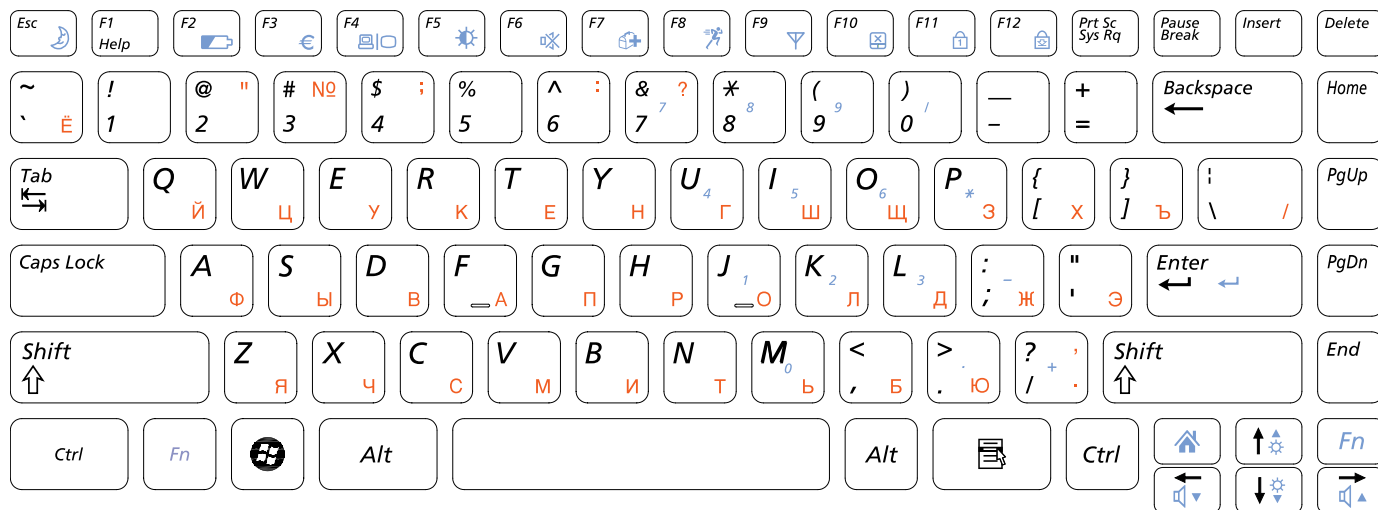 Esc F1 F2 F3 F4 F5 F6 F7 F8 F9 F10 F11 F12 Prt Sc Pause Insert Delete
Help € 1 2 Sys Rq Break
~ ! @ " # № $ ; % ^ : & ? * ( ) _ + Backspace Home
` Ё 1 2 3 4 5 6 7 7 8 8 9 9 0 / - =
Tab Q W E R T Y U I O P { } ¦ PgUp
4 5 6 *
Й Ц У К Е Н Г Ш Щ З [ Х ] Ъ \ /
Caps Lock A S D F G H J K L : " Enter PgDn
1 2 3 –
Ф Ы В А П Р О Л Д ; Ж ' Э
Shift Z X C V B N M < > ? , Shift End
0 . +
Я Ч С М И Т Ь , Б . Ю / .
Ctrl Fn Alt Alt Ctrl Fn